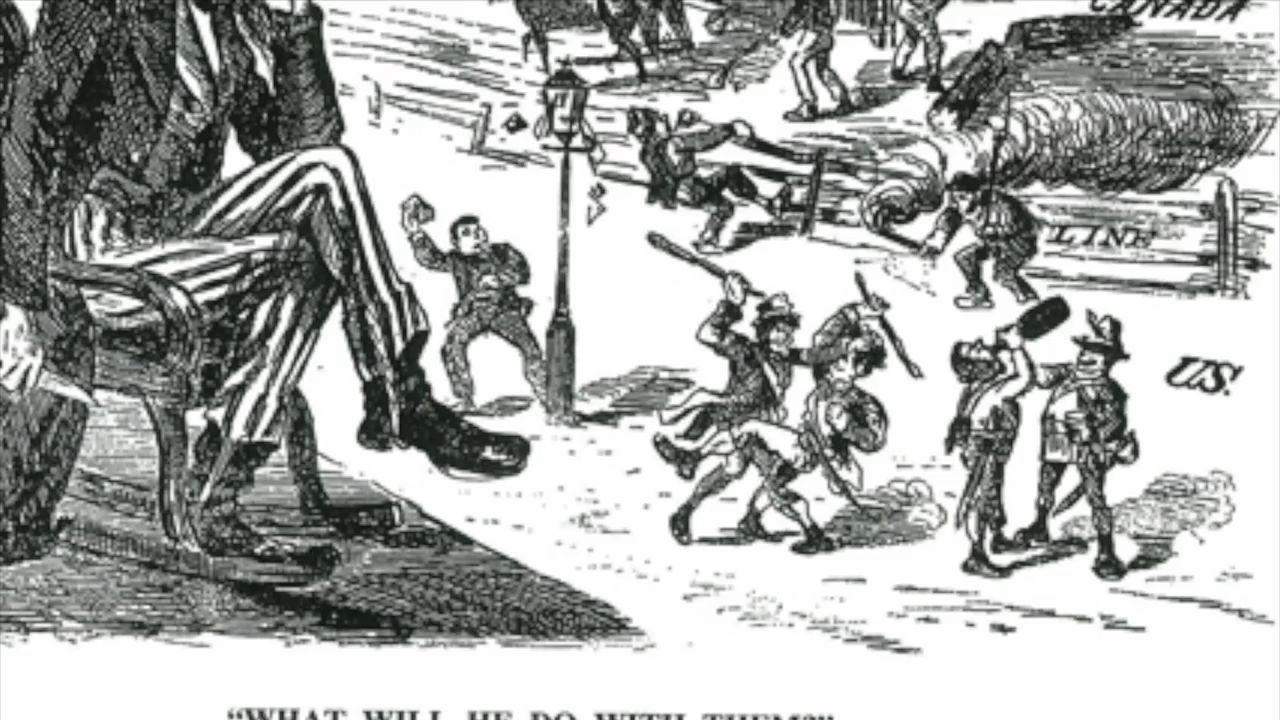 CANADA
LINE
U.S.
"WHAT WILL HE DO WITH THEM?"